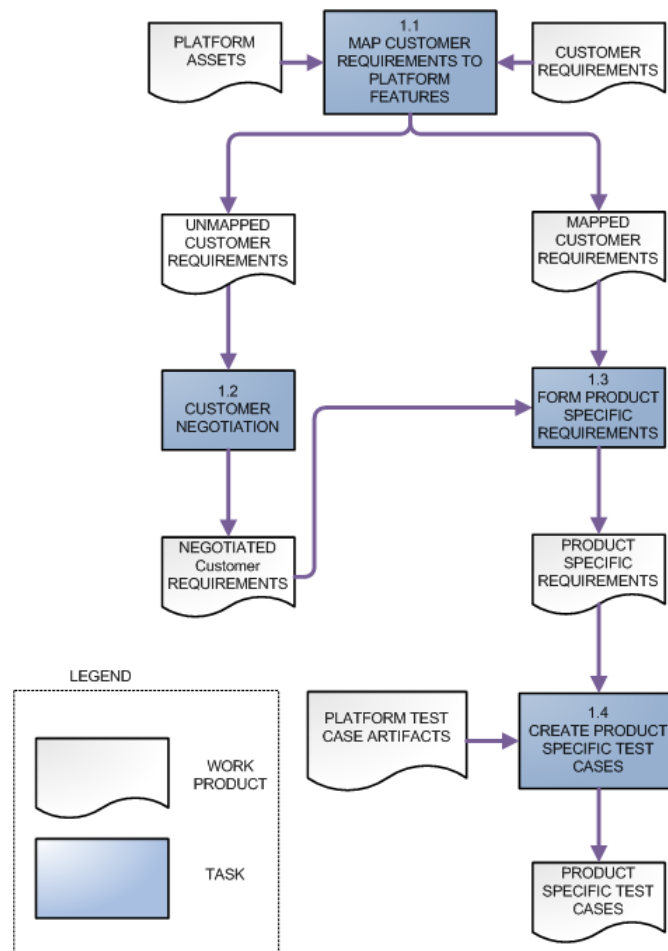 PLATFORM
ASSETS
1.1
MAP CUSTOMER
REQUIREMENTS TO
PLATFORM
FEATURES
CUSTOMER
REQUIREMENTS
UNMAPPED
CUSTOMER
REQUIREMENTS
MAPPED
CUSTOMER
REQUIREMENTS
1.2
CUSTOMER
NEGOTIATION
1.3
FORM PRODUCT
SPECIFIC
REQUIREMENTS
NEGOTIATED
Customer
REQUIREMENTS
PRODUCT
SPECIFIC
REQUIREMENTS
LEGEND
WORK
PRODUCT
TASK
PLATFORM TEST
CASE ARTIFACTS
1.4
CREATE PRODUCT
SPECIFIC TEST
CASES
PRODUCT
SPECIFIC TEST
CASES